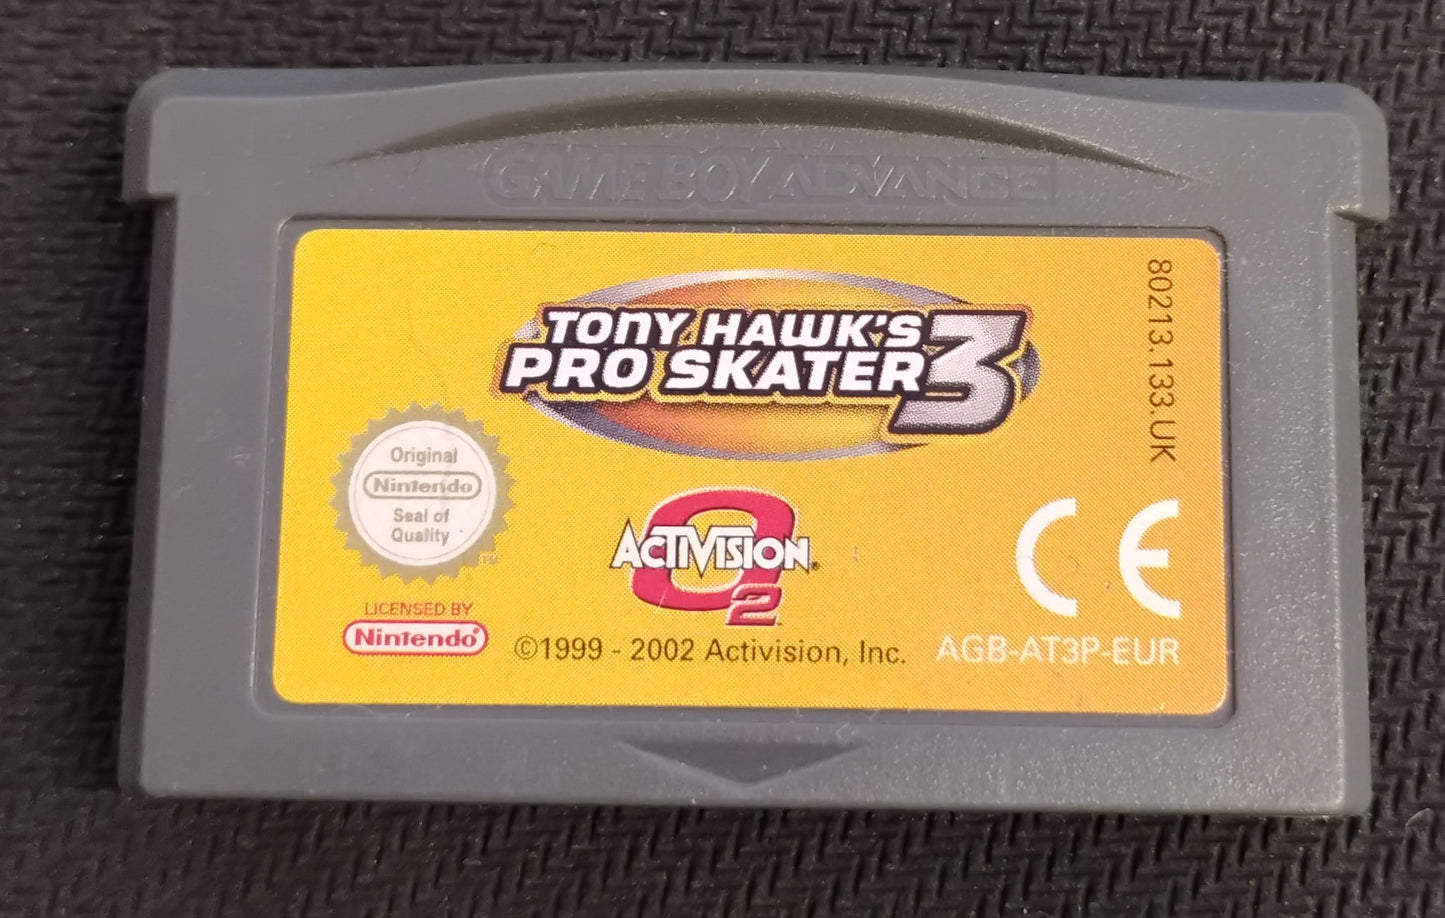 GAME BOY ADVANCE
TONY HAWK'S
PRO SKATER 3
80213.133.UK
Original
Nintendo
Seal of
Quality
ACTIVISION®
O2
CE
LICENSED BY
Nintendo®
©1999 - 2002 Activision, Inc.
AGB-AT3P-EUR